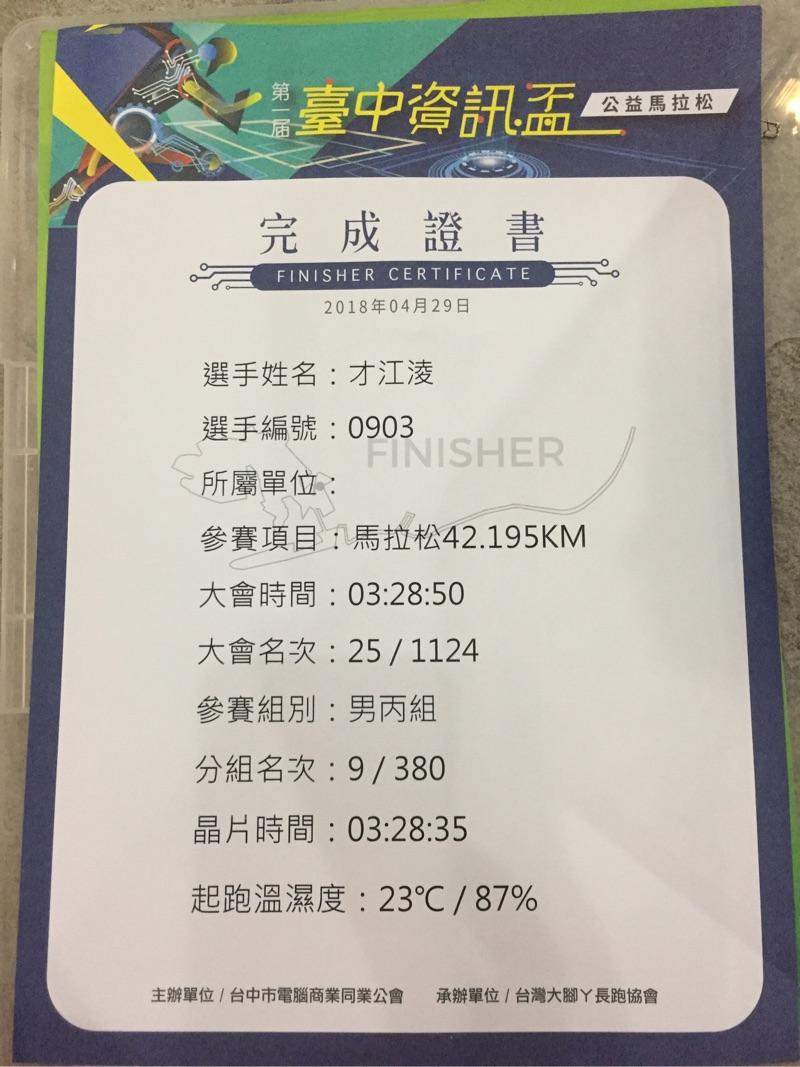 第一屆 臺中資訊盃 公益馬拉松
完成證書
FINISHER CERTIFICATE
2018年04月29日
選手姓名：才江淩
選手編號：0903
FINISHER
所屬單位：
參賽項目：馬拉松42.195KM
大會時間：03:28:50
大會名次：25 / 1124
參賽組別：男丙組
分組名次：9 / 380
晶片時間：03:28:35
起跑溫濕度：23℃ / 87%
主辦單位 / 台中市電腦商業同業公會 承辦單位 / 台灣大腳丫長跑協會